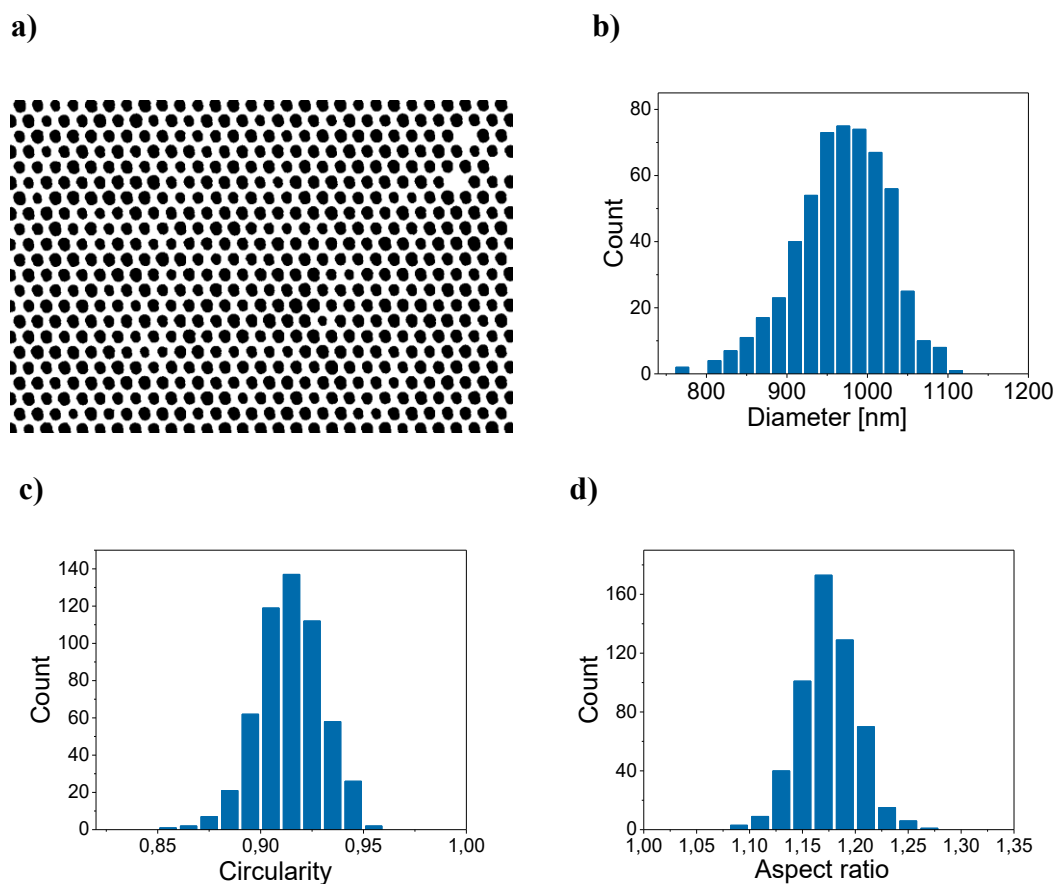 a)
b)
80
60
40
20
0
Count
800 900 1000 1100 1200
Diameter [nm]
c)
d)
140
120
100
80
60
40
20
0
Count
0,85 0,90 0,95 1,00
Circularity
160
120
80
40
0
Count
1,00 1,05 1,10 1,15 1,20 1,25 1,30 1,35
Aspect ratio